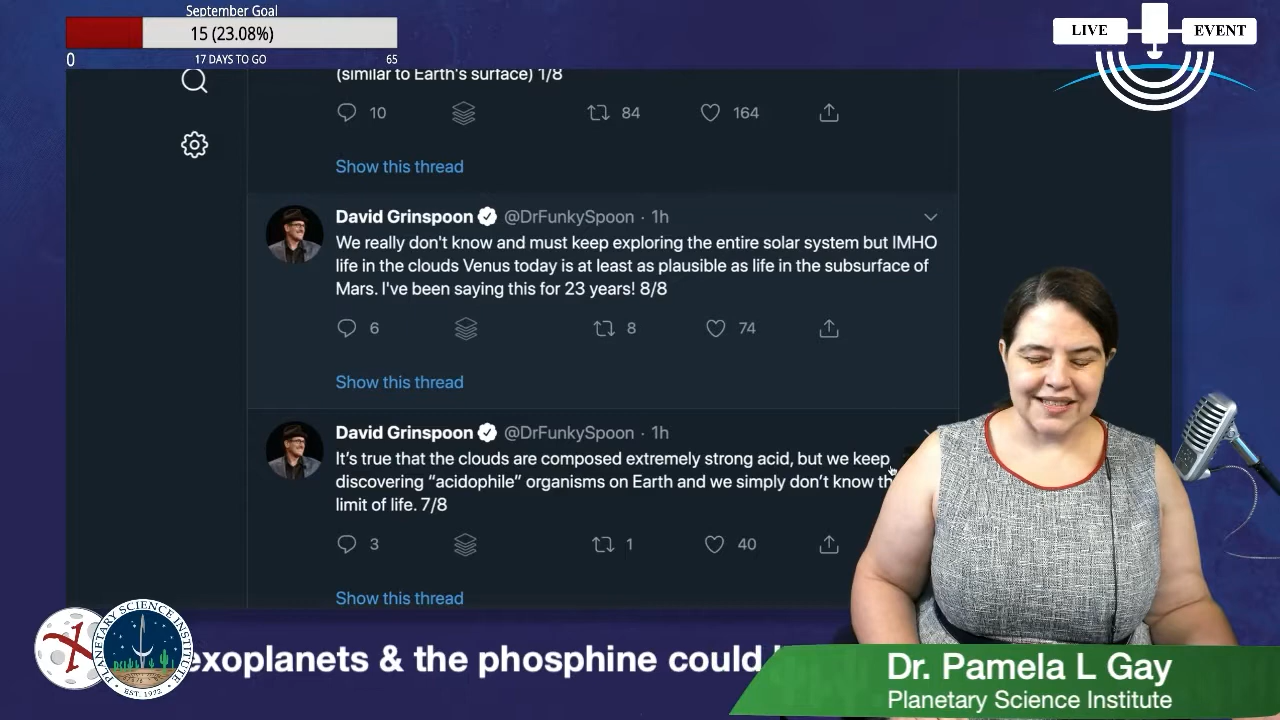 September Goal
15 (23.08%)
0
17 DAYS TO GO
65
LIVE
EVENT
(similar to Earth's surface) 1/8
10
84
164
Show this thread
David Grinspoon @DrFunkySpoon · 1h
We really don't know and must keep exploring the entire solar system but IMHO
life in the clouds Venus today is at least as plausible as life in the subsurface of
Mars. I've been saying this for 23 years! 8/8
6
8
74
Show this thread
David Grinspoon @DrFunkySpoon · 1h
It's true that the clouds are composed extremely strong acid, but we keep
discovering “acidophile” organisms on Earth and we simply don't know th
limit of life. 7/8
3
1
40
Show this thread
PLANETARY SCIENCE INSTITUTE
EST. 1972
exoplanets & the phosphine could
Dr. Pamela L Gay
Planetary Science Institute